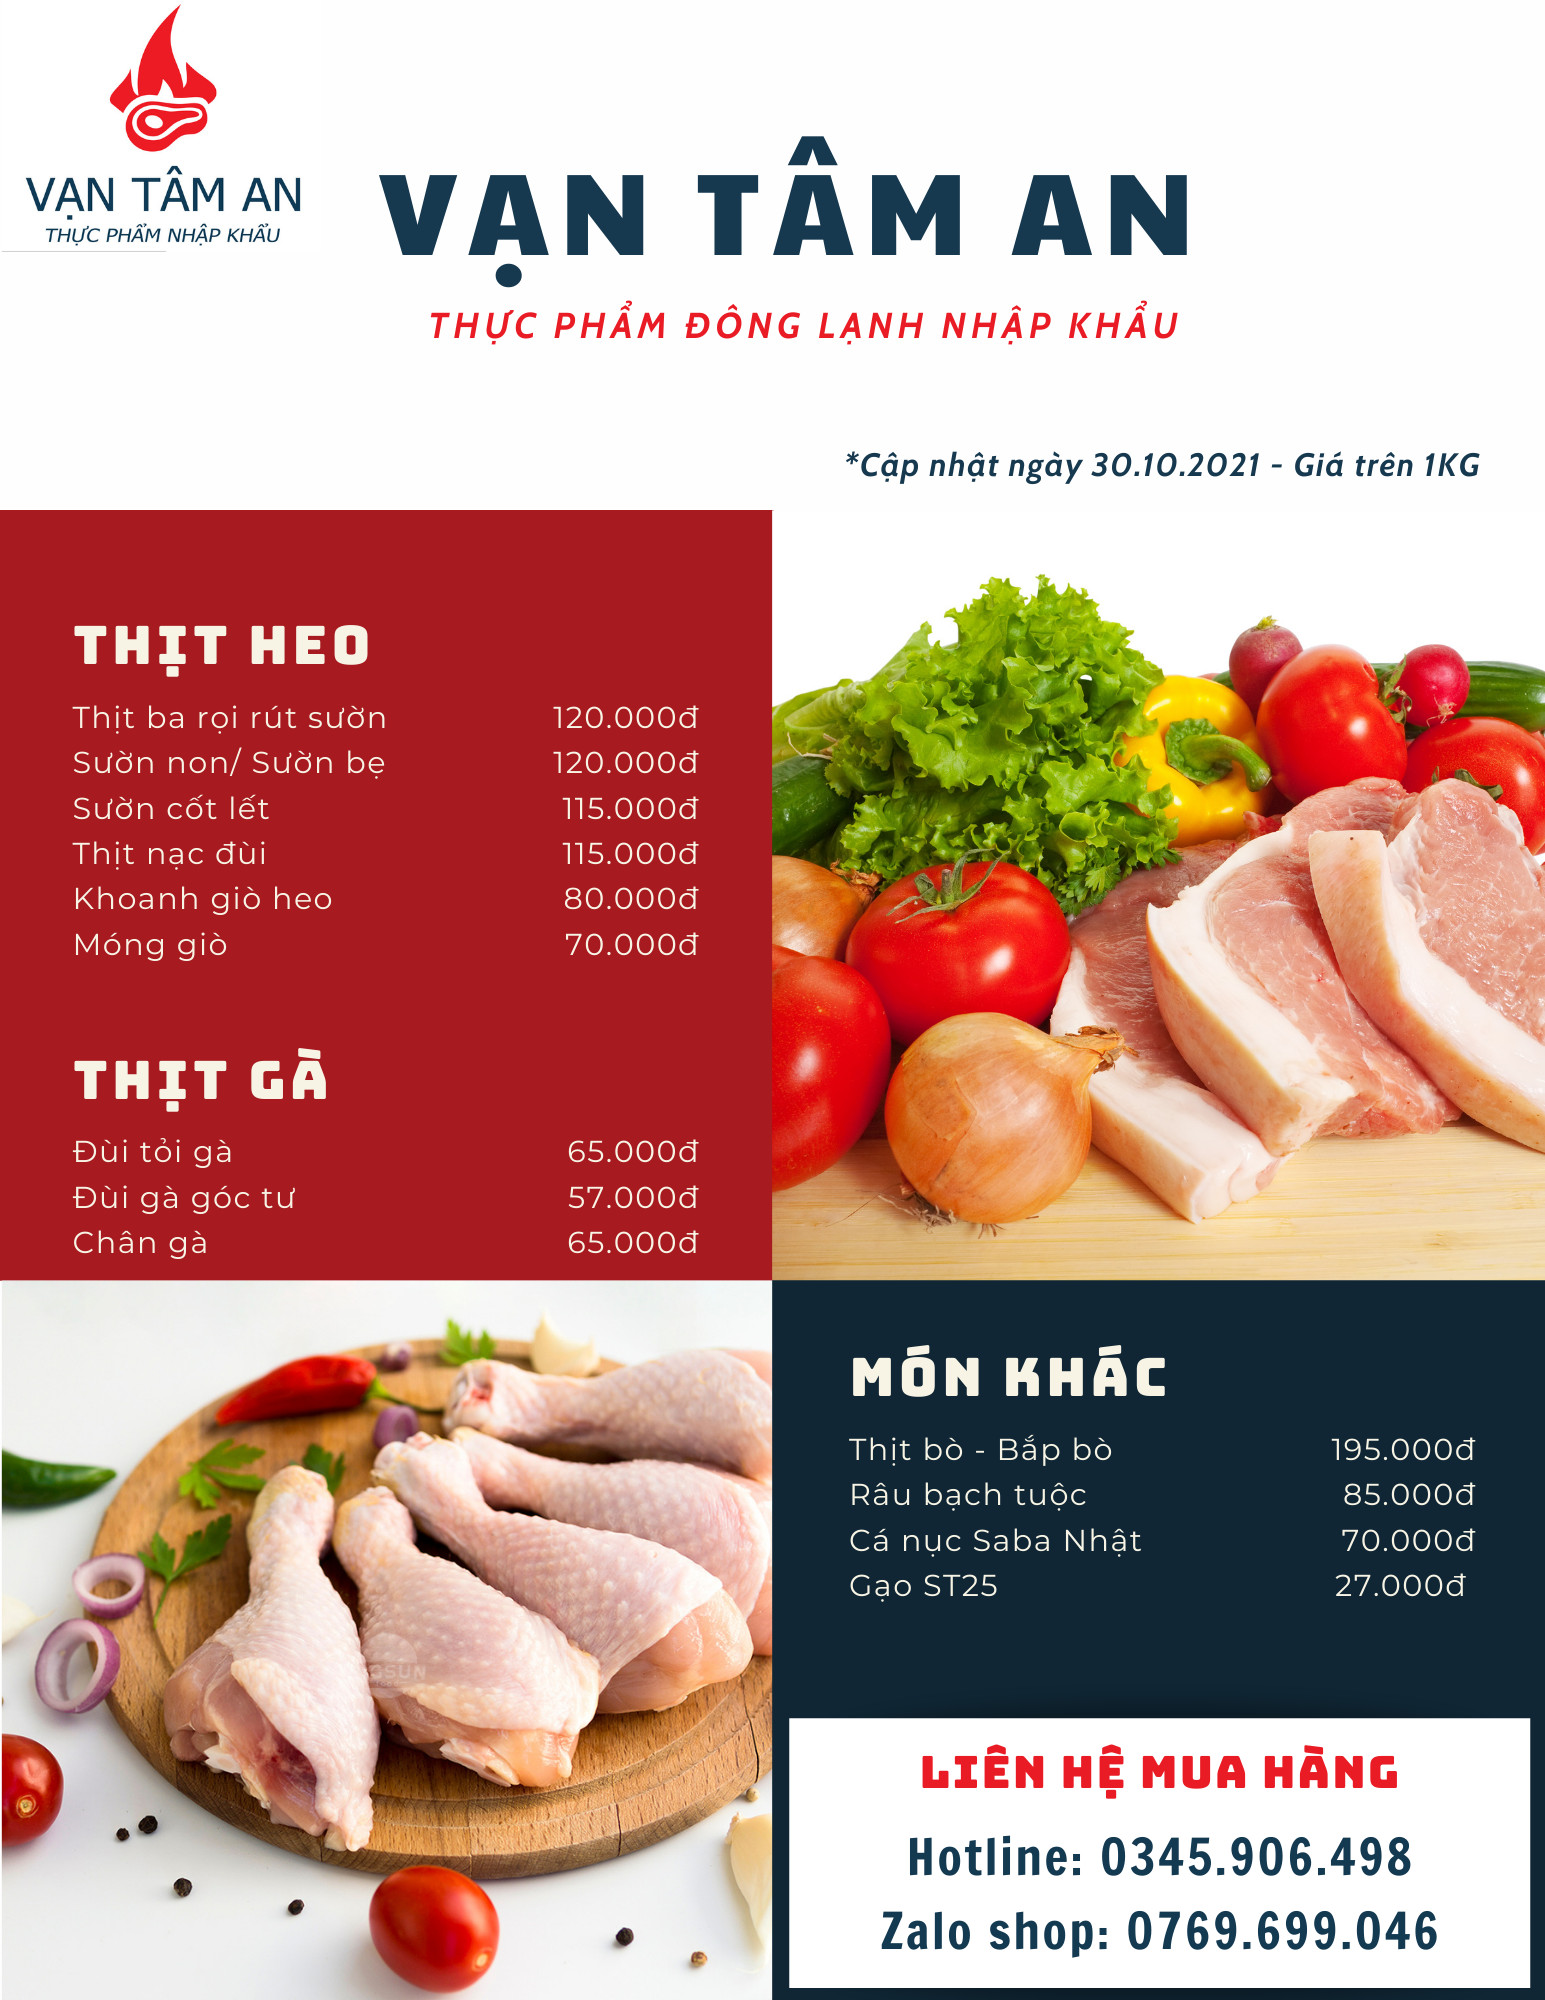 VẠN TÂM AN
THỰC PHẨM NHẬP KHẨU
VẠN TÂM AN
THỰC PHẨM ĐÔNG LẠNH NHẬP KHẨU
*Cập nhật ngày 30.10.2021 - Giá trên 1KG
THỊT HEO
Thịt ba rọi rút sườn 120.000đ
Sườn non/ Sườn bẹ 120.000đ
Sườn cốt lết 115.000đ
Thịt nạc đùi 115.000đ
Khoanh giò heo 80.000đ
Móng giò 70.000đ
THỊT GÀ
Đùi tỏi gà 65.000đ
Đùi gà góc tư 57.000đ
Chân gà 65.000đ
MÓN KHÁC
Thịt bò - Bắp bò 195.000đ
Râu bạch tuộc 85.000đ
Cá nục Saba Nhật 70.000đ
Gạo ST25 27.000đ
LIÊN HỆ MUA HÀNG
Hotline: 0345.906.498
Zalo shop: 0769.699.046